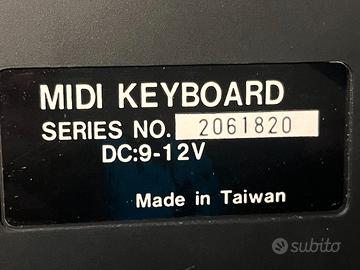 MIDI KEYBOARD
SERIES NO. 2061820
DC:9-12V
Made in Taiwan
subito